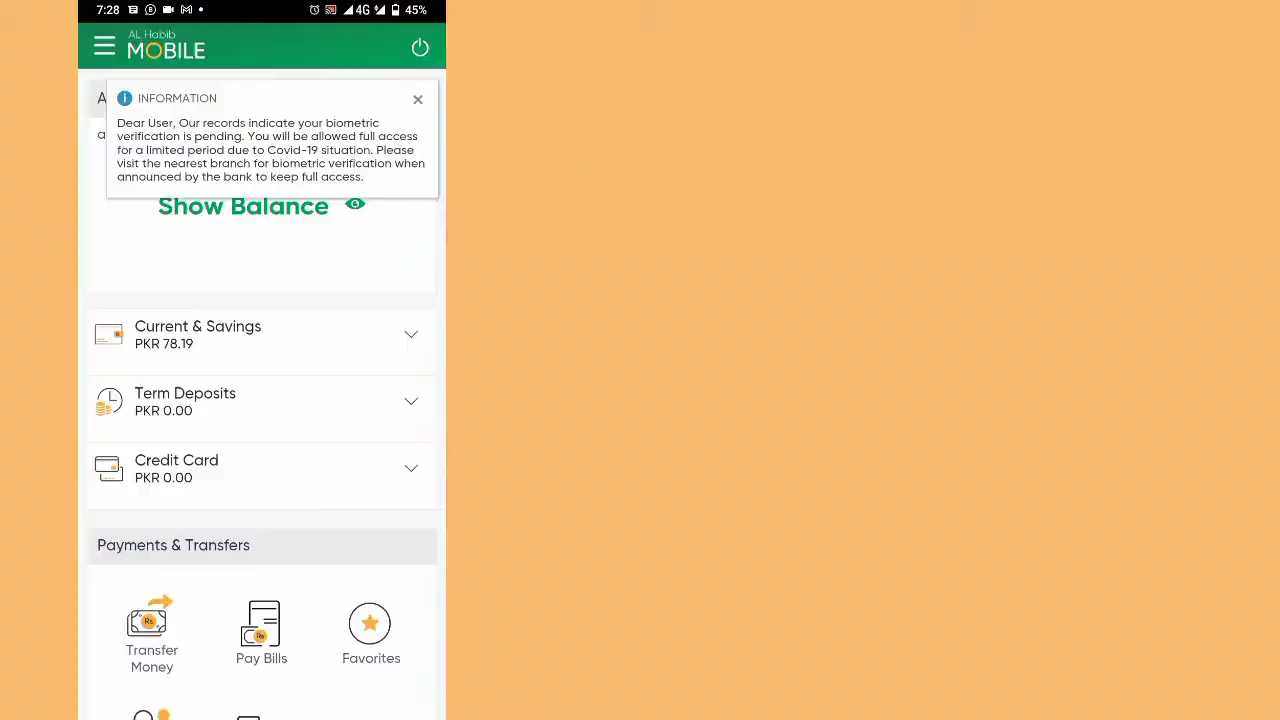 7:28 4G 45%
AL Habib
MOBILE
A
INFORMATION
Dear User, Our records indicate your biometric
verification is pending. You will be allowed full access
for a limited period due to Covid-19 situation. Please
visit the nearest branch for biometric verification when
announced by the bank to keep full access.
a
Show Balance
Current & Savings
PKR 78.19
Term Deposits
PKR 0.00
Credit Card
PKR 0.00
Payments & Transfers
Rs
Rs
Transfer
Money
Pay Bills
Favorites